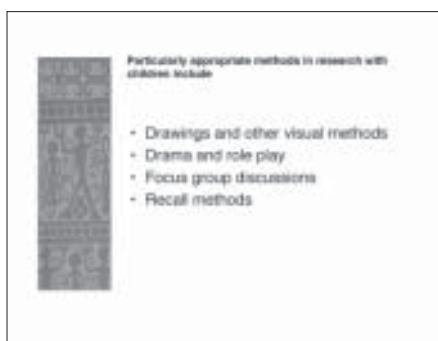 Particularly appropriate methods in research with
children include
• Drawings and other visual methods
• Drama and role play
• Focus group discussions
• Recall methods